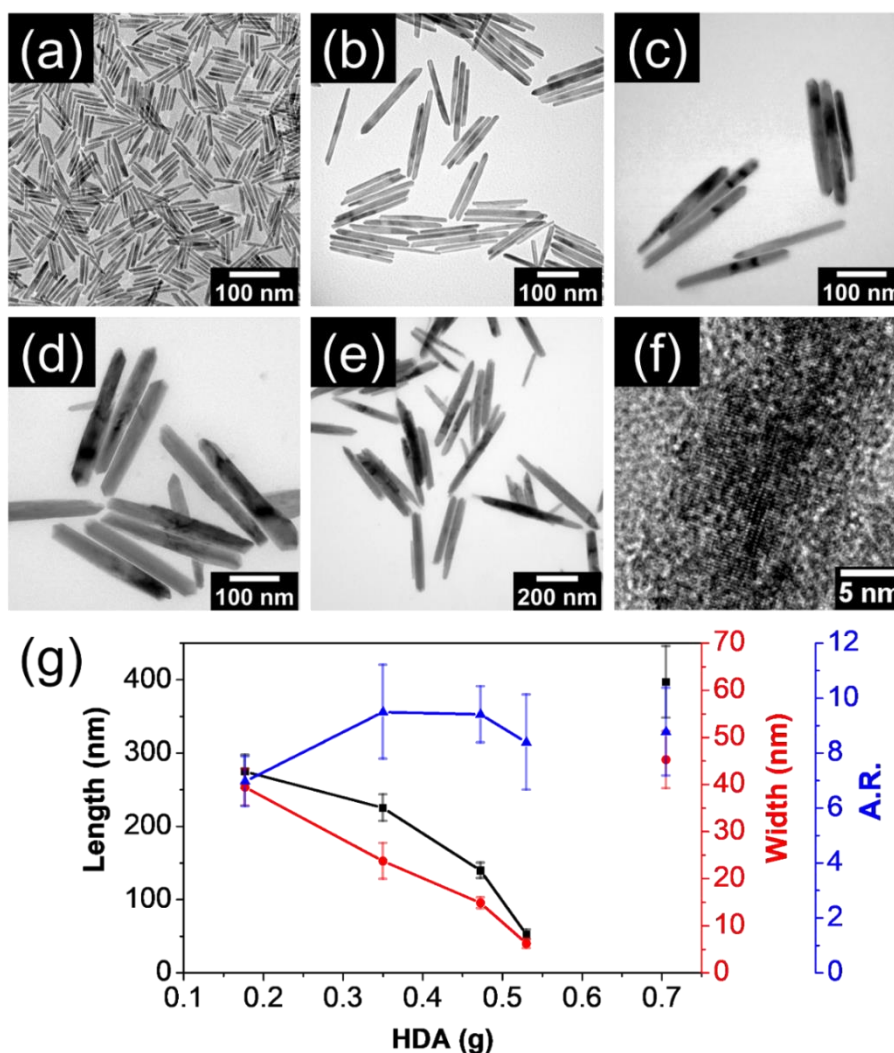 (a) (b) (c)
100 nm 100 nm 100 nm
(d) (e) (f)
100 nm 200 nm 5 nm
(g)
400
300
200
100
0
Length (nm)
70
60
50
40
30
20
10
0
Width (nm)
12
10
8
6
4
2
0
A.R.
0.1 0.2 0.3 0.4 0.5 0.6 0.7
HDA (g)